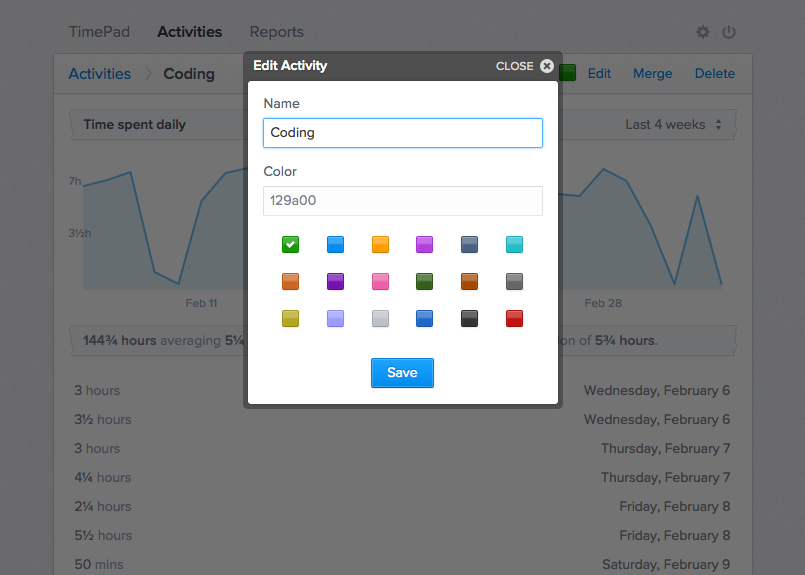 TimePad Activities Reports
Edit Activity CLOSE
Activities Coding Edit Merge Delete
Name
Time spent daily Last 4 weeks
Coding
Color
7h
129a00
3½h
Feb 11 Feb 28
144¾ hours averaging 5¼ on of 5¾ hours.
Save
3 hours Wednesday, February 6
3½ hours Wednesday, February 6
3 hours Thursday, February 7
4¼ hours Thursday, February 7
2¼ hours Friday, February 8
5½ hours Friday, February 8
50 mins Saturday, February 9